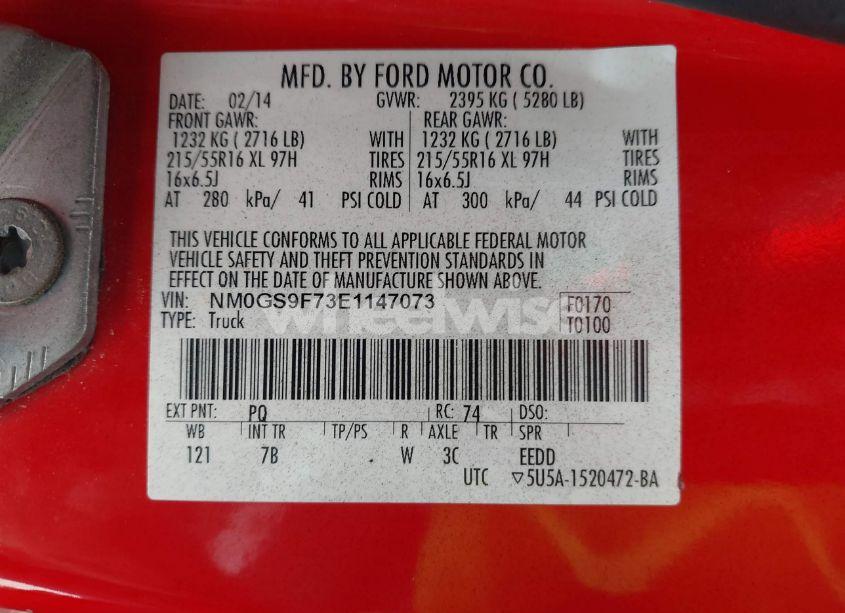 MFD. BY FORD MOTOR CO.
DATE: 02/14 GVWR: 2395 KG ( 5280 LB)
FRONT GAWR: REAR GAWR:
1232 KG ( 2716 LB) WITH 1232 KG ( 2716 LB) WITH
215/55R16 XL 97H TIRES 215/55R16 XL 97H TIRES
16x6.5J RIMS 16x6.5J RIMS
AT 280 kPa/ 41 PSI COLD AT 300 kPa/ 44 PSI COLD
THIS VEHICLE CONFORMS TO ALL APPLICABLE FEDERAL MOTOR
VEHICLE SAFETY AND THEFT PREVENTION STANDARDS IN
EFFECT ON THE DATE OF MANUFACTURE SHOWN ABOVE.
VIN: NM0GS9F73E1147073 F0170
TYPE: Truck T0100
wheelwise
EXT PNT: PQ RC: 74 DSO:
WB INT TR TP/PS R AXLE TR SPR
121 7B W 3C EEDD
UTC ▽5U5A-1520472-BA